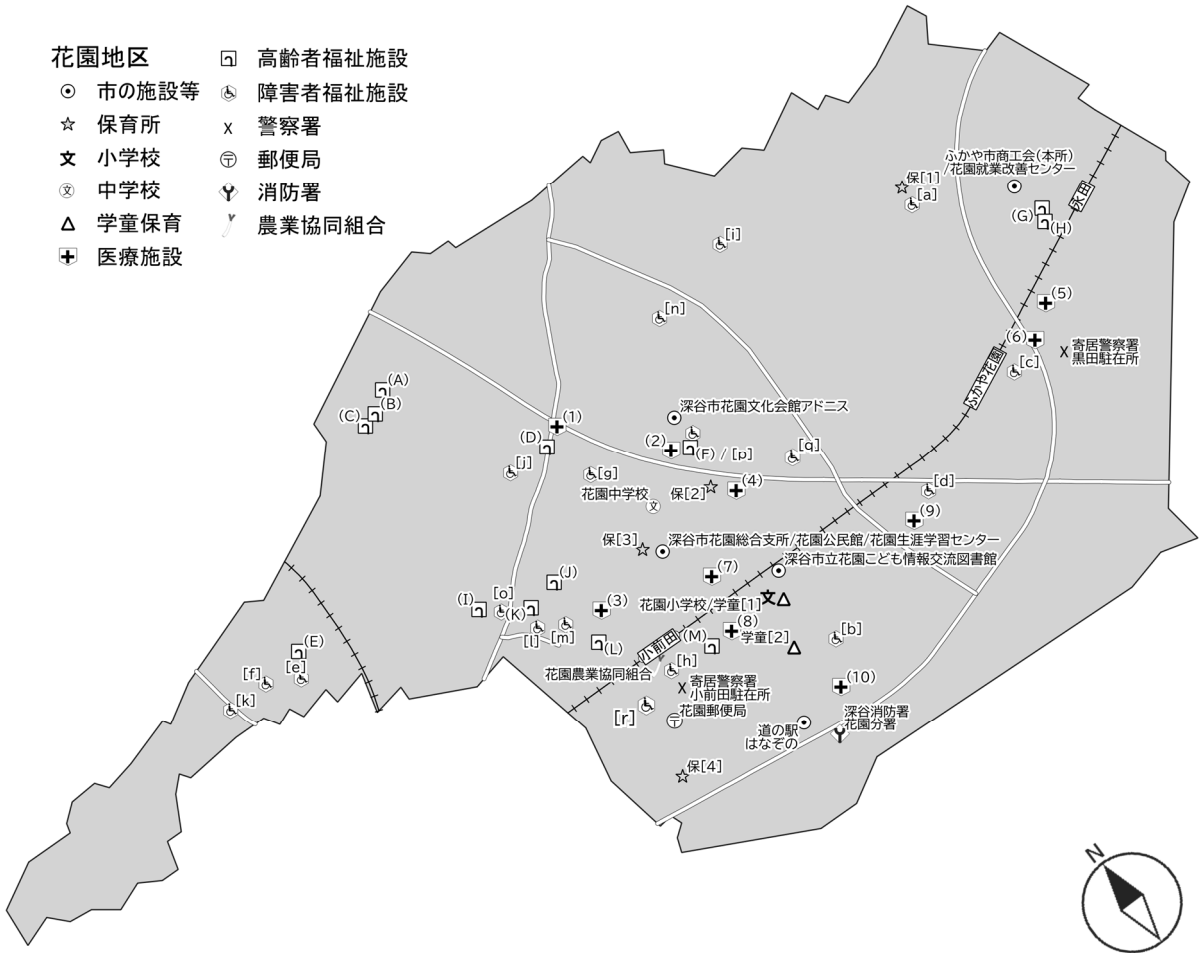 花園地区
市の施設等
保育所
小学校
中学校
学童保育
医療施設
高齢者福祉施設
障害者福祉施設
警察署
郵便局
消防署
農業協同組合
ふかや市商工会(本所)
/花園就業改善センター
保[1]
[a]
(G)
(H)
永田
[i]
[n]
(5)
(6)
寄居警察署
黒田駐在所
[c]
ふかや花園
(A)
(B)
(C)
(1)
(D)
深谷市花園文化会館アドニス
(2)
(F) / [p]
[q]
[j]
[g]
花園中学校
保[2]
(4)
[d]
(9)
保[3]
深谷市花園総合支所/花園公民館/花園生涯学習センター
深谷市立花園こども情報交流図書館
(7)
(J)
花園小学校/学童[1]
(I)
[o]
(K)
(3)
(8)
学童[2]
[b]
[l]
[m]
(L)
小前田
(M)
(E)
[e]
[f]
[k]
花園農業協同組合
[h]
寄居警察署
小前田駐在所
(10)
[r]
花園郵便局
道の駅
はなぞの
深谷消防署
花園分署
保[4]
N
文
文